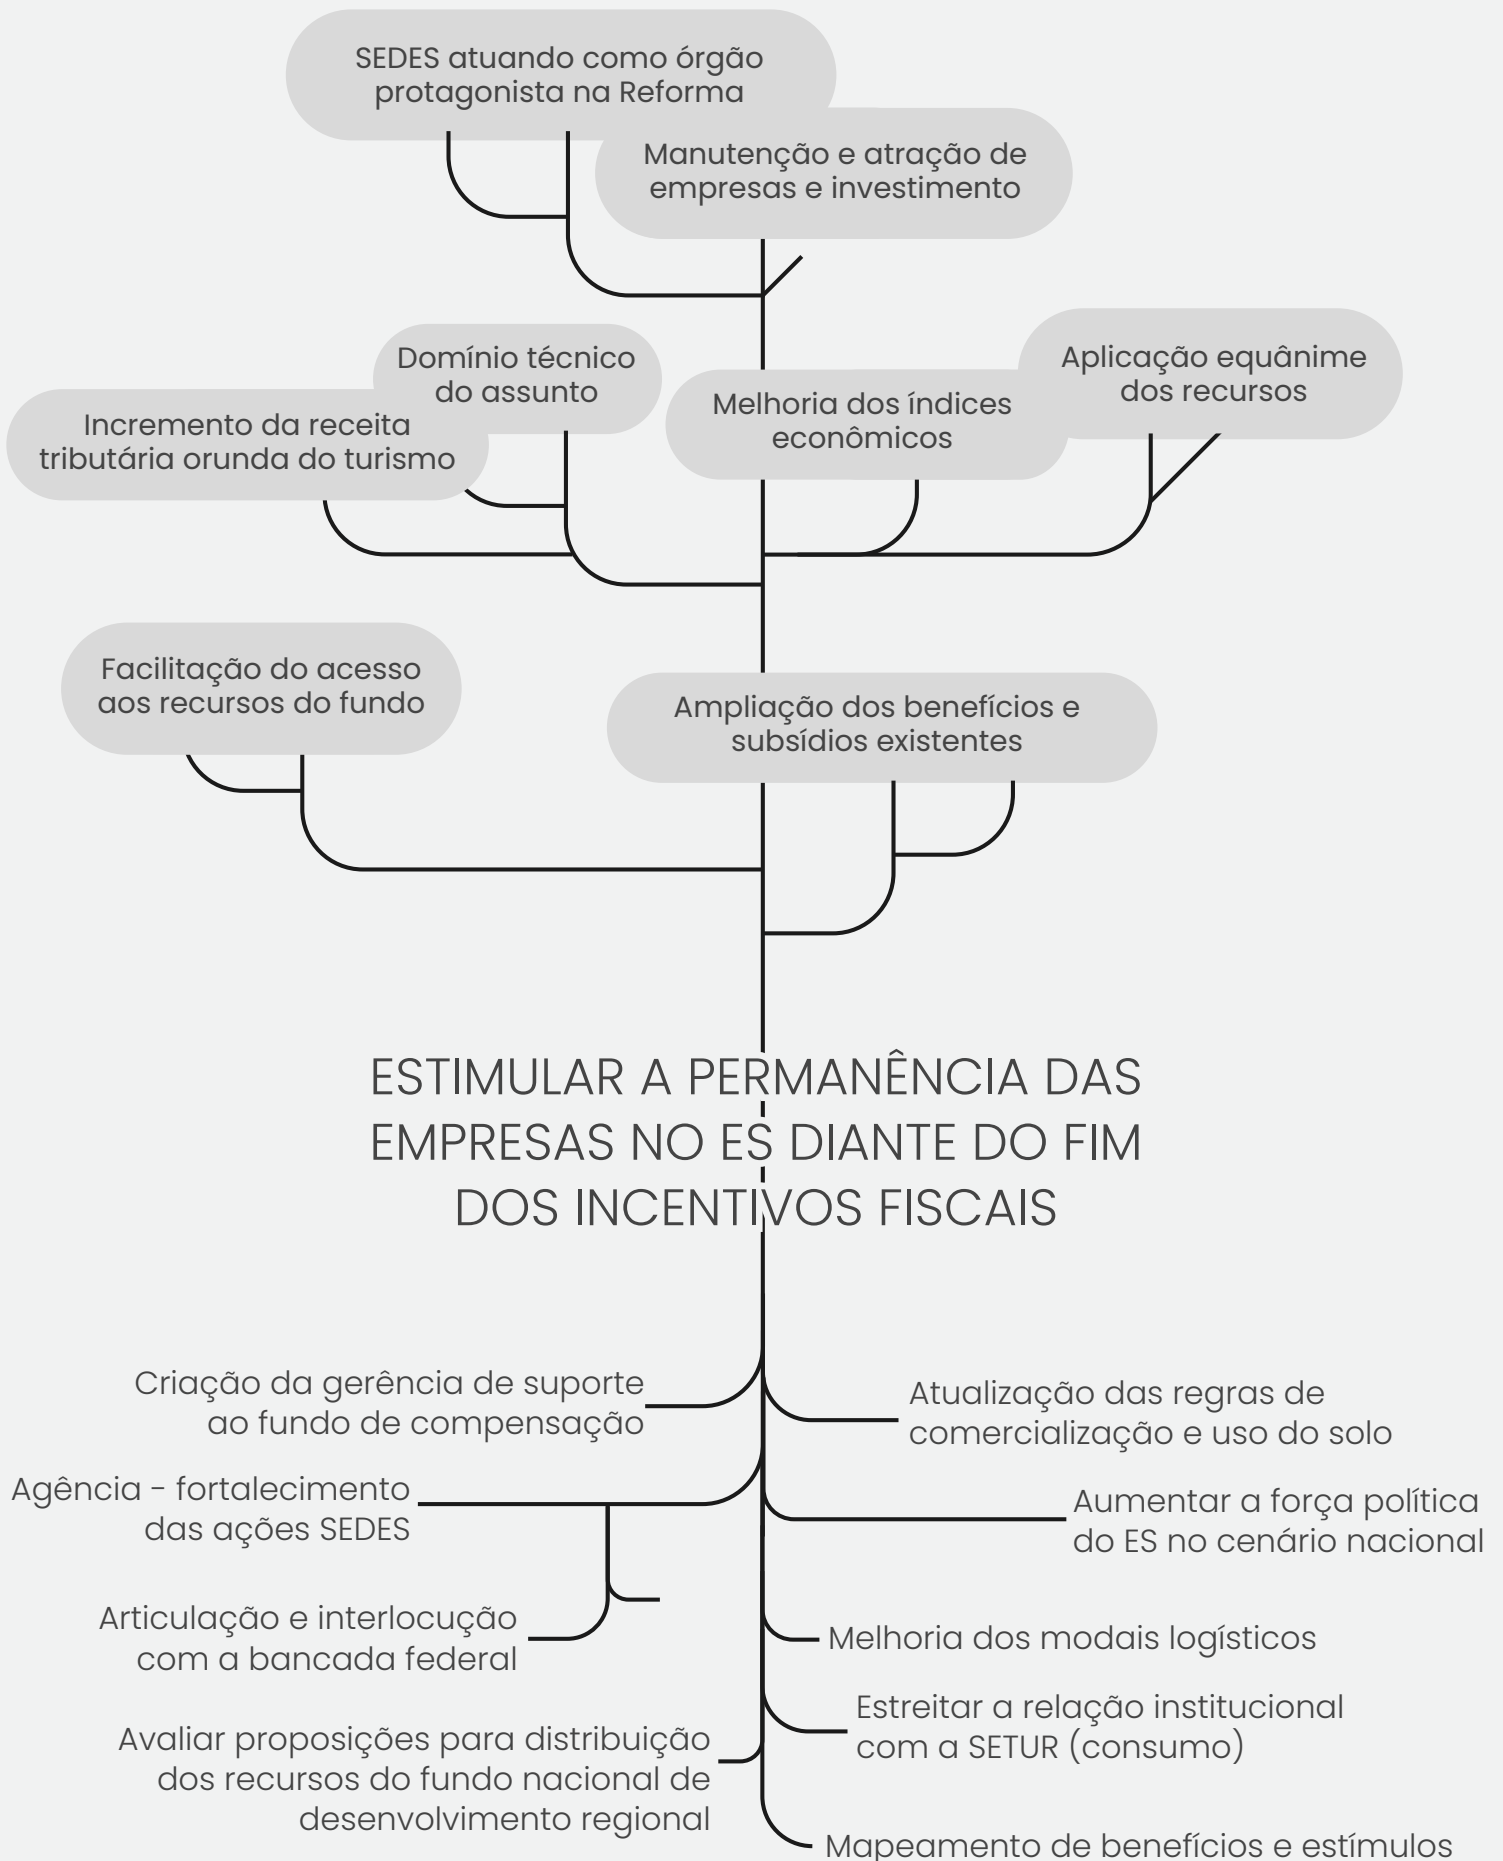 SEDES atuando como órgão
protagonista na Reforma
Manutenção e atração de
empresas e investimento
Domínio técnico
do assunto
Incremento da receita
tributária orunda do turismo
Melhoria dos índices
econômicos
Aplicação equânime
dos recursos
Facilitação do acesso
aos recursos do fundo
Ampliação dos benefícios e
subsídios existentes
ESTIMULAR A PERMANÊNCIA DAS
EMPRESAS NO ES DIANTE DO FIM
DOS INCENTIVOS FISCAIS
Criação da gerência de suporte
ao fundo de compensação
Atualização das regras de
comercialização e uso do solo
Agência - fortalecimento
das ações SEDES
Aumentar a força política
do ES no cenário nacional
Articulação e interlocução
com a bancada federal
Melhoria dos modais logísticos
Estreitar a relação institucional
com a SETUR (consumo)
Avaliar proposições para distribuição
dos recursos do fundo nacional de
desenvolvimento regional
Mapeamento de benefícios e estímulos